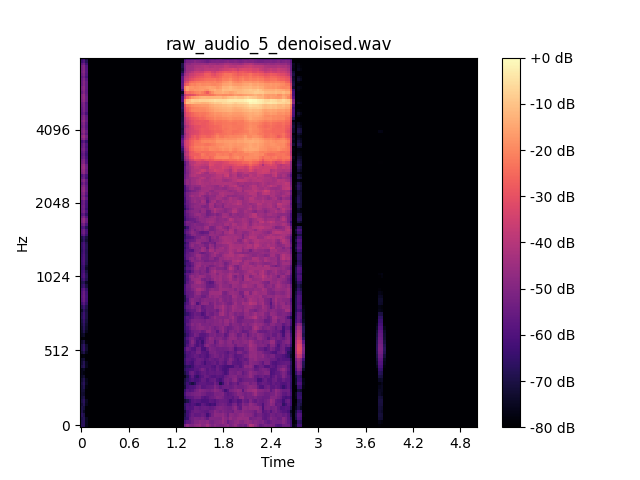 raw_audio_5_denoised.wav
Hz
4096
2048
1024
512
0
0 0.6 1.2 1.8 2.4 3 3.6 4.2 4.8
Time
+0 dB
-10 dB
-20 dB
-30 dB
-40 dB
-50 dB
-60 dB
-70 dB
-80 dB